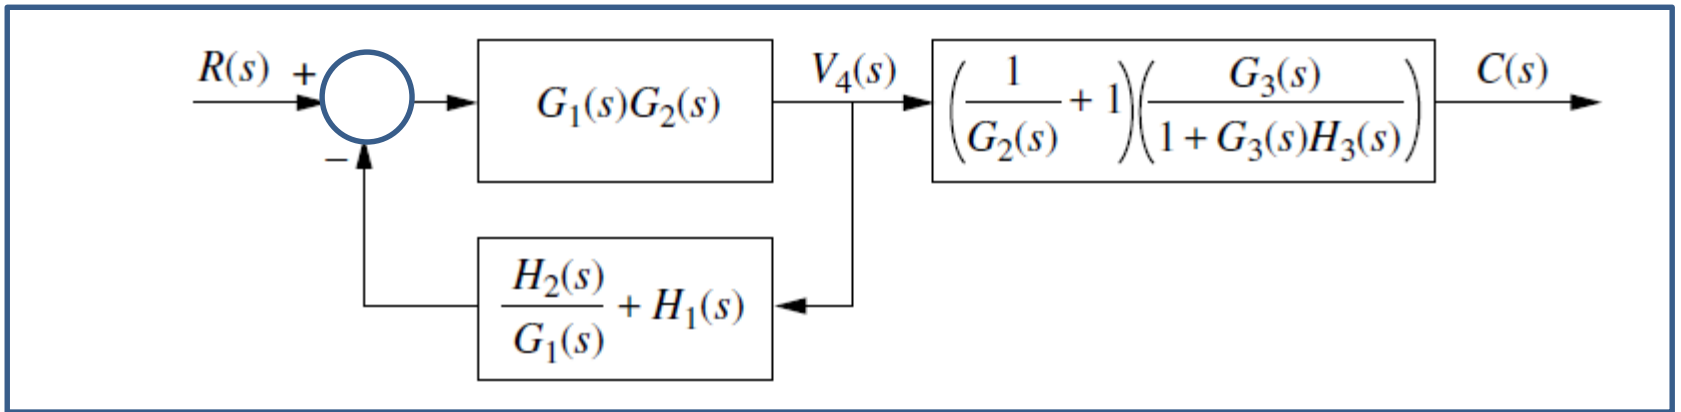 R(s) +
−
G₁(s)G₂(s)
V₄(s)
(1/G₂(s) + 1)(G₃(s)/(1 + G₃(s)H₃(s)))
C(s)
H₂(s)/G₁(s) + H₁(s)